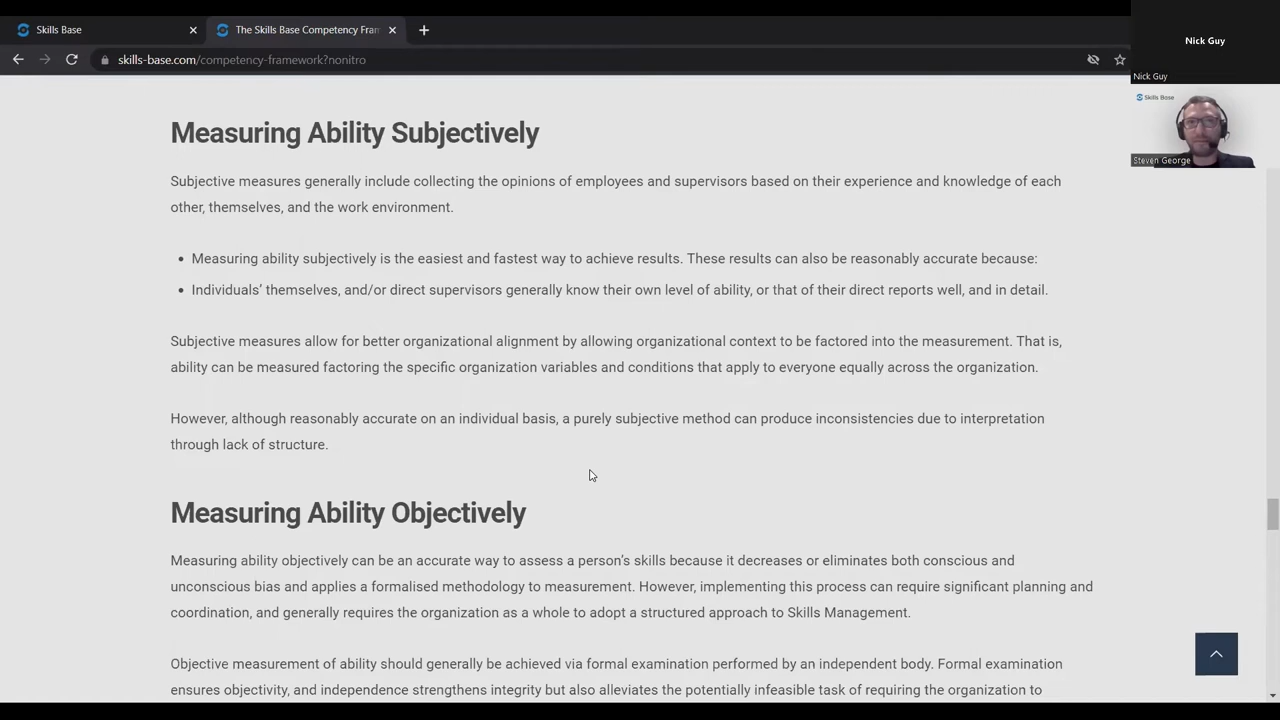 Skills Base
The Skills Base Competency Fram
skills-base.com/competency-framework?nonitro
Nick Guy
Nick Guy
Skills Base
Steven George
Measuring Ability Subjectively
Subjective measures generally include collecting the opinions of employees and supervisors based on their experience and knowledge of each
other, themselves, and the work environment.
• Measuring ability subjectively is the easiest and fastest way to achieve results. These results can also be reasonably accurate because:
• Individuals’ themselves, and/or direct supervisors generally know their own level of ability, or that of their direct reports well, and in detail.
Subjective measures allow for better organizational alignment by allowing organizational context to be factored into the measurement. That is,
ability can be measured factoring the specific organization variables and conditions that apply to everyone equally across the organization.
However, although reasonably accurate on an individual basis, a purely subjective method can produce inconsistencies due to interpretation
through lack of structure.
Measuring Ability Objectively
Measuring ability objectively can be an accurate way to assess a person’s skills because it decreases or eliminates both conscious and
unconscious bias and applies a formalised methodology to measurement. However, implementing this process can require significant planning and
coordination, and generally requires the organization as a whole to adopt a structured approach to Skills Management.
Objective measurement of ability should generally be achieved via formal examination performed by an independent body. Formal examination
ensures objectivity, and independence strengthens integrity but also alleviates the potentially infeasible task of requiring the organization to